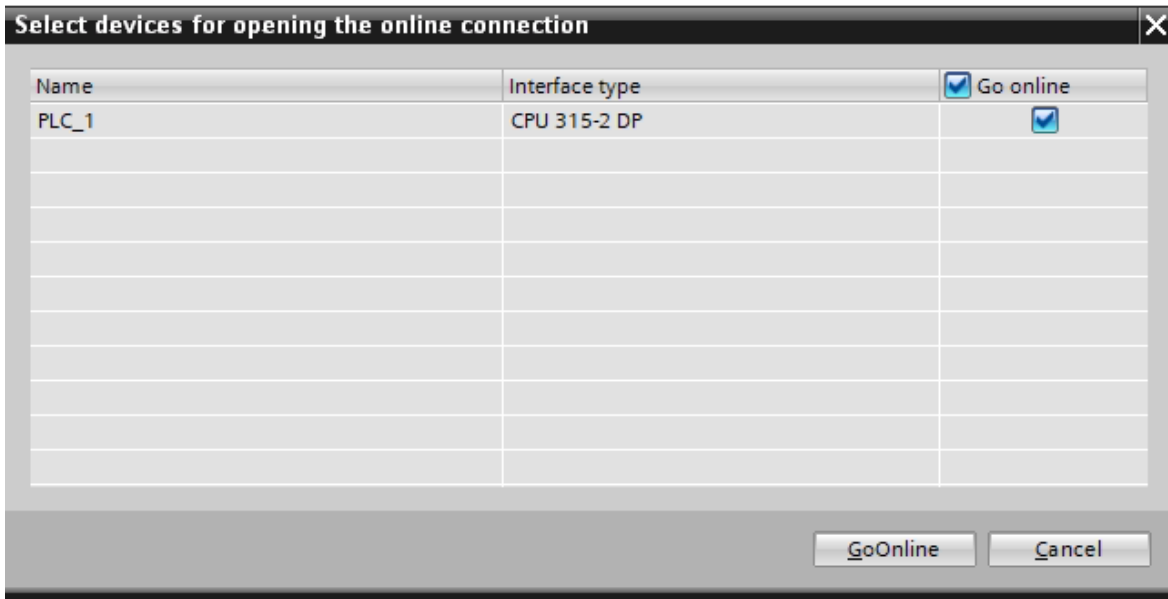 Select devices for opening the online connection
Name Interface type Go online
PLC_1 CPU 315-2 DP
GoOnline Cancel